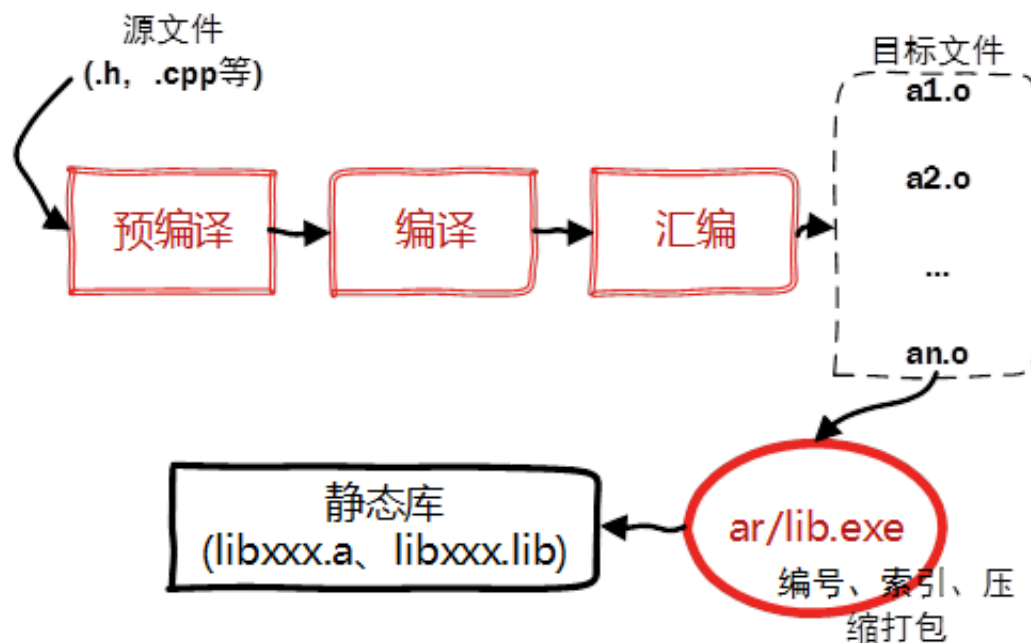 源文件
(.h，.cpp等)
目标文件
a1.o
a2.o
...
an.o
预编译
编译
汇编
ar/lib.exe
编号、索引、压
缩打包
静态库
(libxxx.a、libxxx.lib)